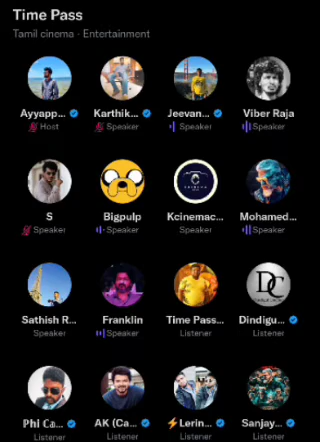 Time Pass
Tamil cinema · Entertainment
Ayyapp... Karthik... Jeevan... Viber Raja
Host Speaker Speaker Speaker
S Bigpulp Kcinemac... Mohamed...
Speaker Speaker Speaker Speaker
DC
Sathish R... Franklin Time Pass... Dindigu...
Speaker Speaker Listener Listener
Phi Ca... AK (Ca... ⚡Lerin... Sanjay...
Listener Listener Listener Listener